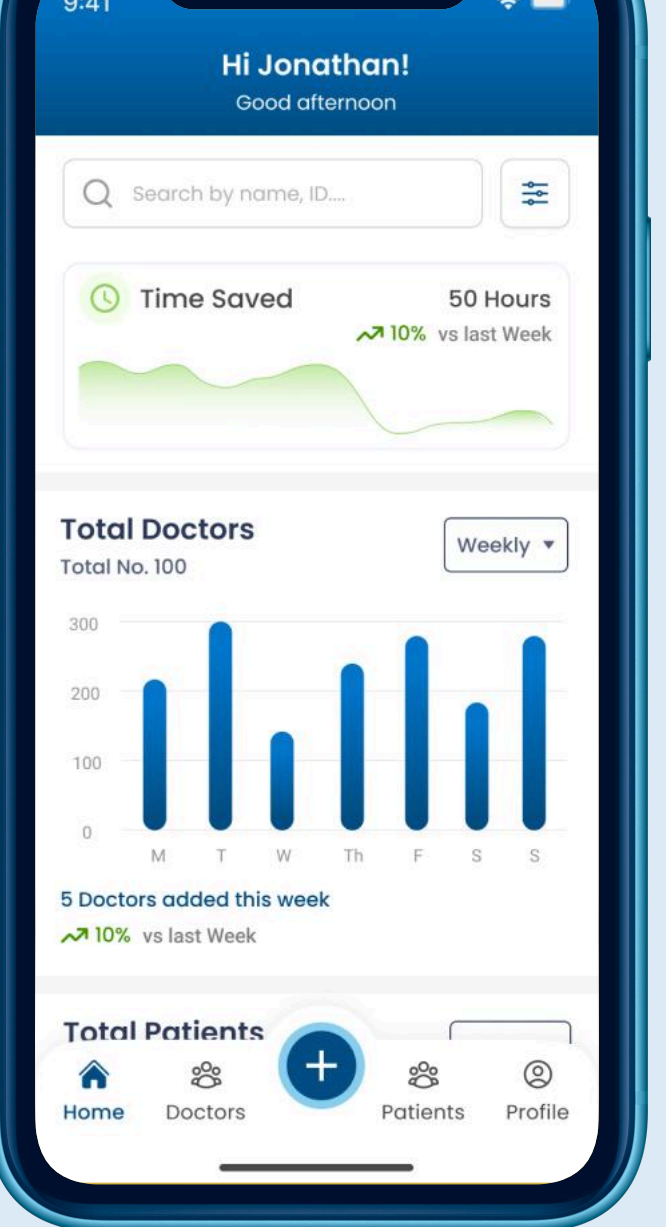 9:41
Hi Jonathan!
Good afternoon
Search by name, ID....
Time Saved
50 Hours
10% vs last Week
Total Doctors
Total No. 100
Weekly
300
200
100
0
M T W Th F S S
5 Doctors added this week
10% vs last Week
Total Patients
Home Doctors Patients Profile